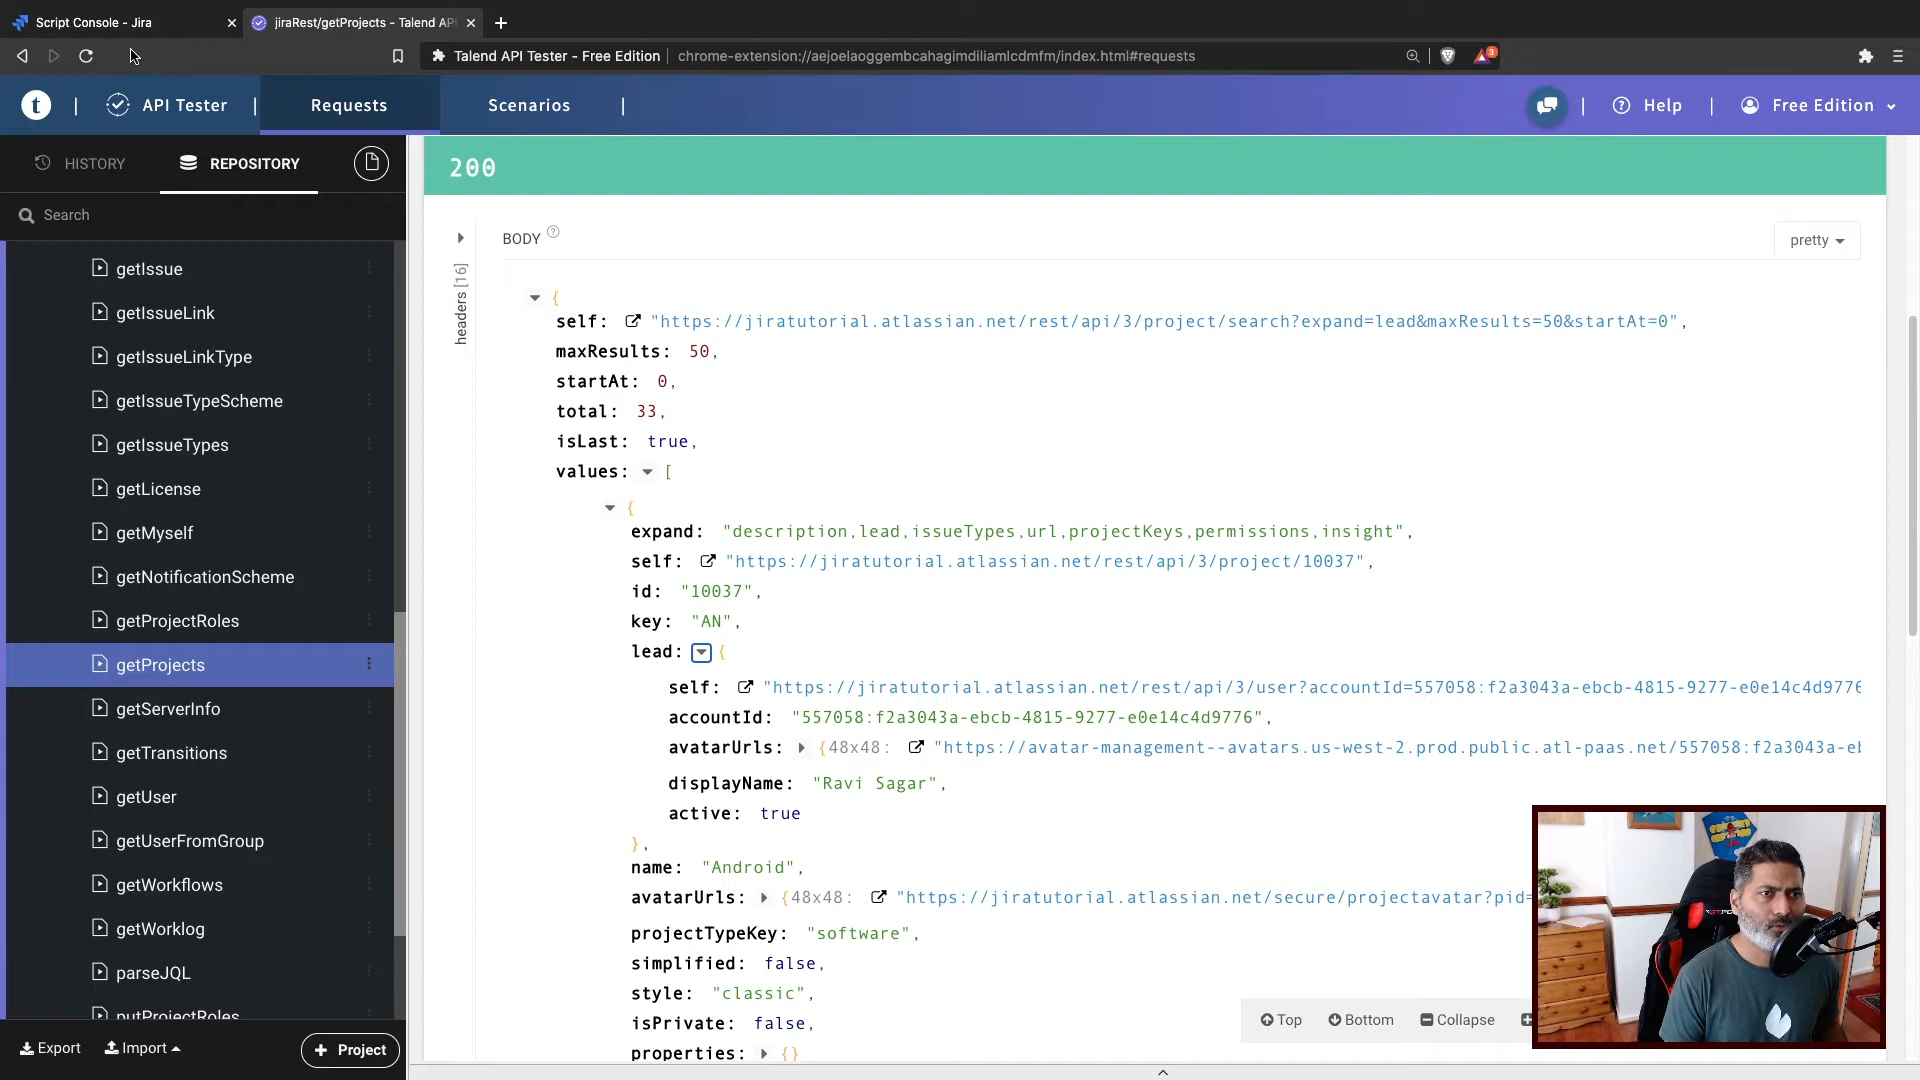 Script Console - Jira
jiraRest/getProjects - Talend API
Talend API Tester - Free Edition
chrome-extension://aejoelaoggembcahagimdiliamlcdmfm/index.html#requests
3
t
API Tester
Requests
Scenarios
Help
Free Edition
HISTORY
REPOSITORY
Search
getIssue
getIssueLink
getIssueLinkType
getIssueTypeScheme
getIssueTypes
getLicense
getMyself
getNotificationScheme
getProjectRoles
getProjects
getServerInfo
getTransitions
getUser
getUserFromGroup
getWorkflows
getWorklog
parseJQL
putProjectRoles
Export
Import
+ Project
200
headers [16]
BODY
pretty
{
self: "https://jiratutorial.atlassian.net/rest/api/3/project/search?expand=lead&maxResults=50&startAt=0",
maxResults: 50,
startAt: 0,
total: 33,
isLast: true,
values: [
{
expand: "description,lead,issueTypes,url,projectKeys,permissions,insight",
self: "https://jiratutorial.atlassian.net/rest/api/3/project/10037",
id: "10037",
key: "AN",
lead: {
self: "https://jiratutorial.atlassian.net/rest/api/3/user?accountId=557058:f2a3043a-ebcb-4815-9277-e0e14c4d9776
accountId: "557058:f2a3043a-ebcb-4815-9277-e0e14c4d9776",
avatarUrls: {48x48: "https://avatar-management--avatars.us-west-2.prod.public.atl-paas.net/557058:f2a3043a-eb
displayName: "Ravi Sagar",
active: true
},
name: "Android",
avatarUrls: {48x48: "https://jiratutorial.atlassian.net/secure/projectavatar?pid=
projectTypeKey: "software",
simplified: false,
style: "classic",
isPrivate: false,
properties: {}
Top
Bottom
Collapse